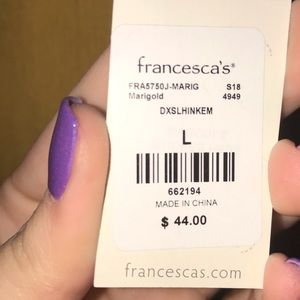 francesca's®
FRA5750J-MARIG S18
Marigold 4949
DXSLHINKEM
L
662194
MADE IN CHINA
$ 44.00
francescas.com